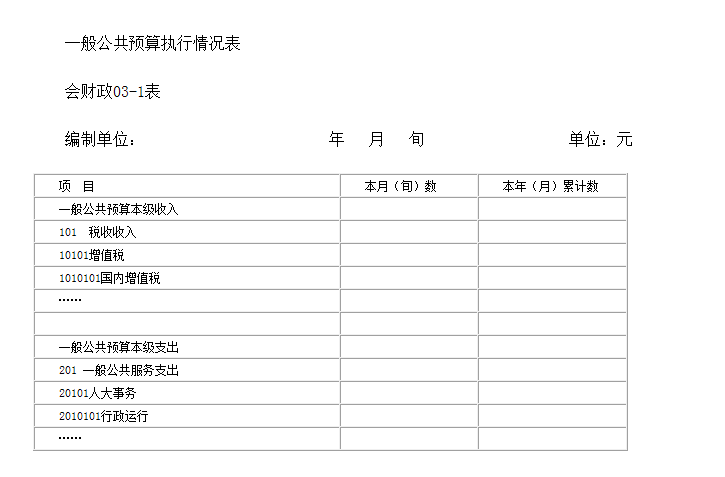 一般公共预算执行情况表
会财政03-1表
编制单位： 年 月 旬 单位：元
项 目 本月（旬）数 本年（月）累计数
一般公共预算本级收入
101 税收收入
10101增值税
1010101国内增值税
……
一般公共预算本级支出
201 一般公共服务支出
20101人大事务
2010101行政运行
……